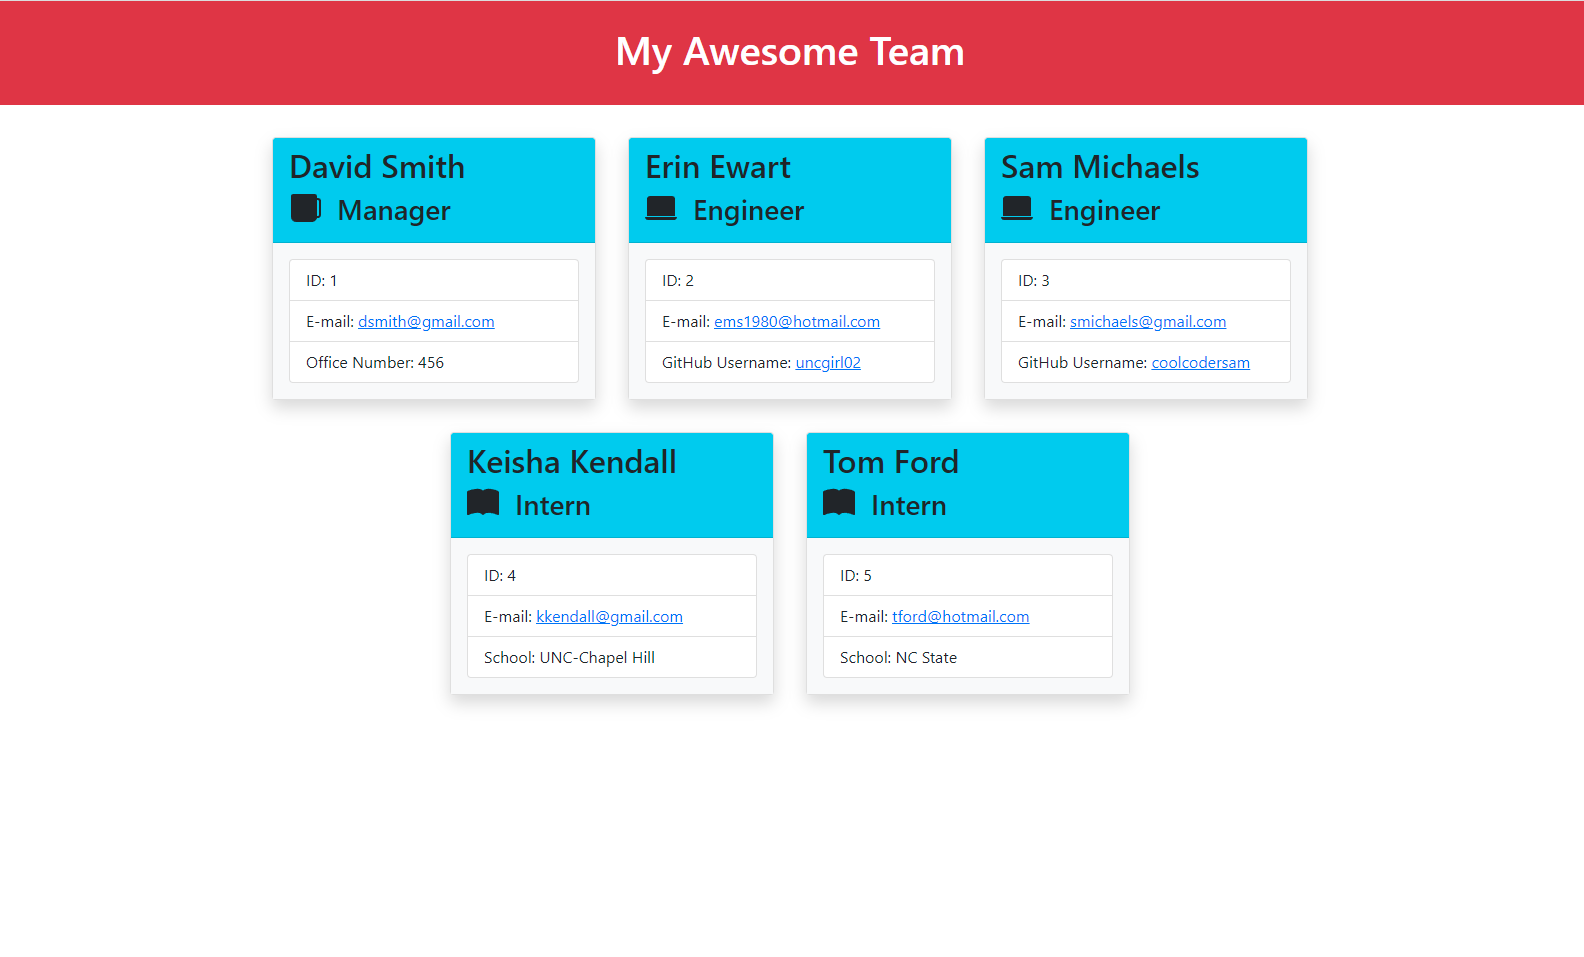 My Awesome Team
David Smith
Manager
ID: 1
E-mail: dsmith@gmail.com
Office Number: 456
Erin Ewart
Engineer
ID: 2
E-mail: ems1980@hotmail.com
GitHub Username: uncgirl02
Sam Michaels
Engineer
ID: 3
E-mail: smichaels@gmail.com
GitHub Username: coolcodersam
Keisha Kendall
Intern
ID: 4
E-mail: kkendall@gmail.com
School: UNC-Chapel Hill
Tom Ford
Intern
ID: 5
E-mail: tford@hotmail.com
School: NC State